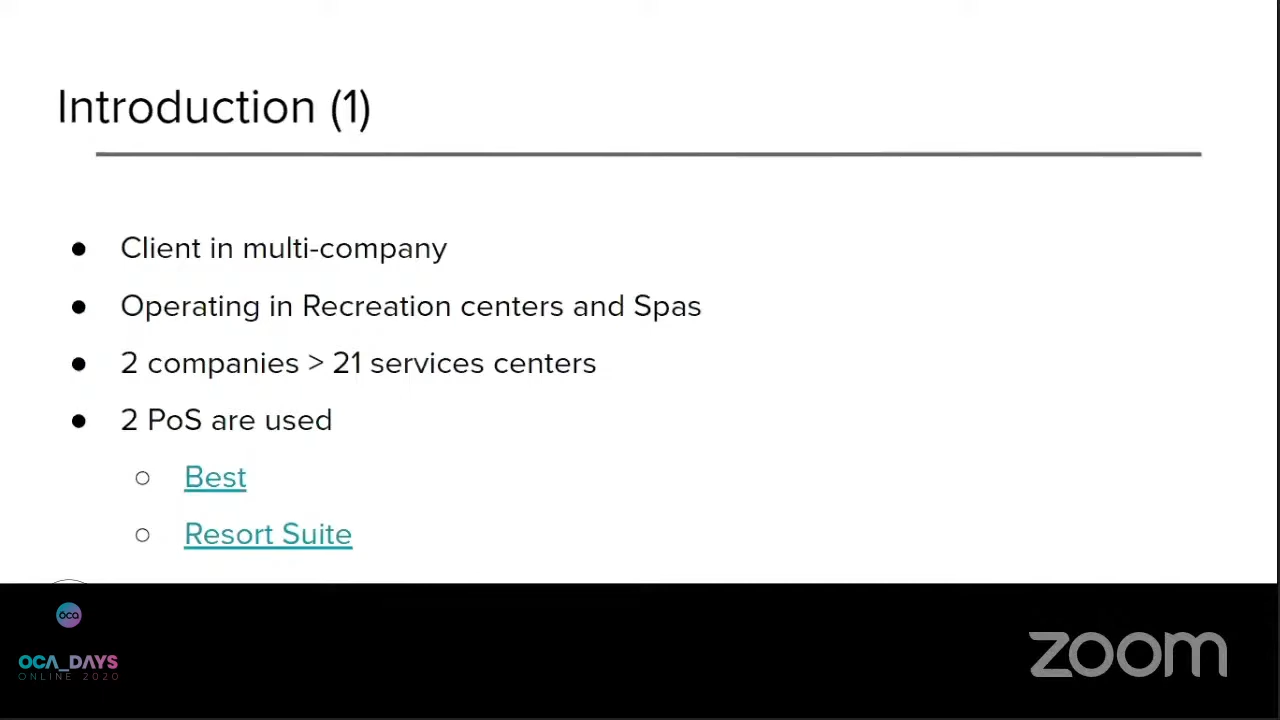 Introduction (1)
● Client in multi-company
● Operating in Recreation centers and Spas
● 2 companies > 21 services centers
● 2 PoS are used
○ Best
○ Resort Suite
oca
OCA_DAYS
ONLINE 2020
zoom